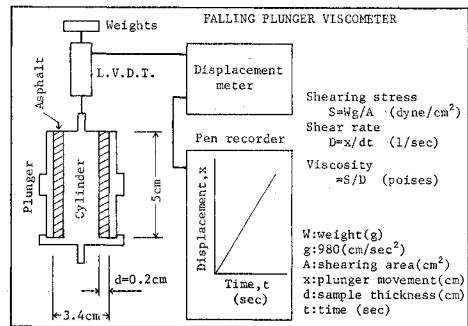 FALLING PLUNGER VISCOMETER
Weights
L.V.D.T.
Displacement
meter
Asphalt
Plunger
Cylinder
5cm
d=0.2cm
3.4cm
Pen recorder
Displacement,x
Time,t
(sec)
Shearing stress
S=Wg/A (dyne/cm²)
Shear rate
D=x/dt (1/sec)
Viscosity
=S/D (poises)
W:weight(g)
g:980(cm/sec²)
A:shearing area(cm²)
x:plunger movement(cm)
d:sample thickness(cm)
t:time (sec)